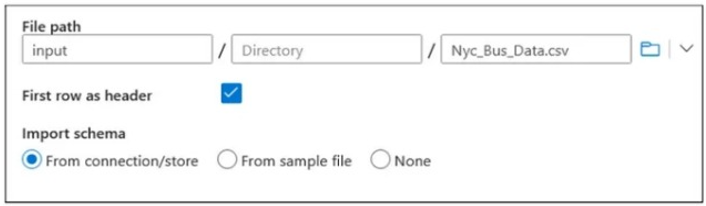 File path
input / Directory / Nyc_Bus_Data.csv
First row as header
Import schema
From connection/store From sample file None